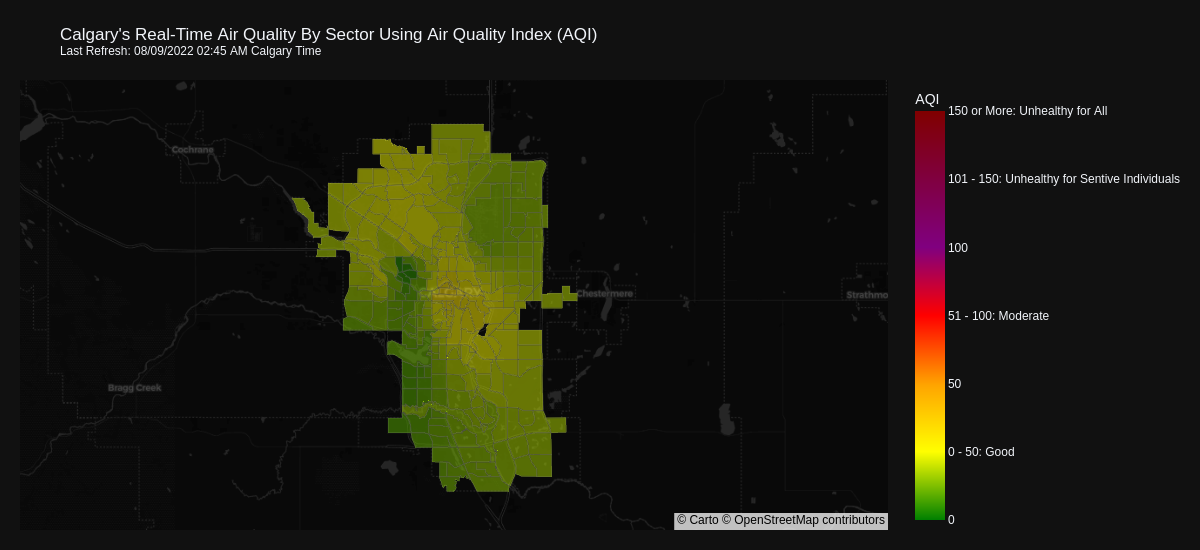 Calgary's Real-Time Air Quality By Sector Using Air Quality Index (AQI)
Last Refresh: 08/09/2022 02:45 AM Calgary Time
AQI
150 or More: Unhealthy for All
101 - 150: Unhealthy for Sentive Individuals
100
51 - 100: Moderate
50
0 - 50: Good
0
Cochrane
Chestermere
Strathmo
Bragg Creek
© Carto © OpenStreetMap contributors